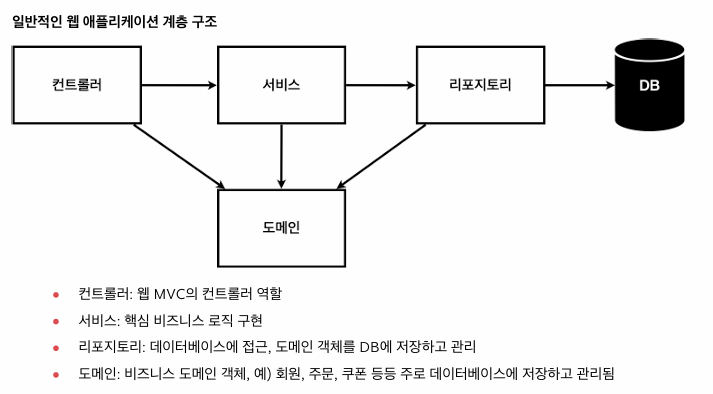 일반적인 웹 애플리케이션 계층 구조
컨트롤러
서비스
리포지토리
DB
도메인
컨트롤러: 웹 MVC의 컨트롤러 역할
서비스: 핵심 비즈니스 로직 구현
리포지토리: 데이터베이스에 접근, 도메인 객체를 DB에 저장하고 관리
도메인: 비즈니스 도메인 객체, 예) 회원, 주문, 쿠폰 등등 주로 데이터베이스에 저장하고 관리됨